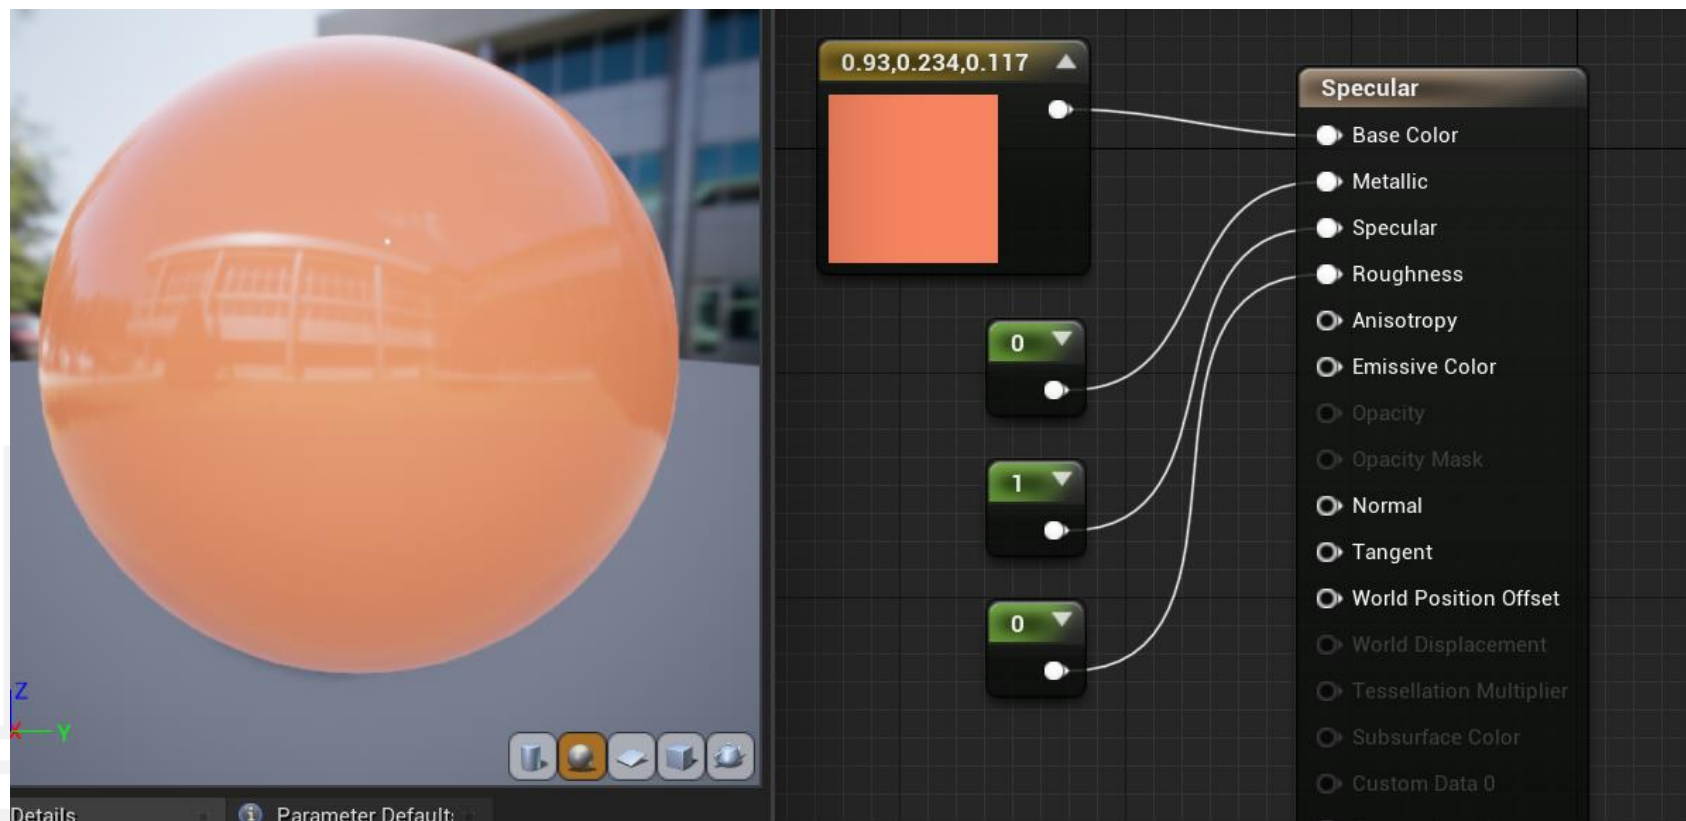 0.93,0.234,0.117
Specular
Base Color
Metallic
Specular
Roughness
0
Anisotropy
Emissive Color
Opacity
Opacity Mask
1
Normal
Tangent
World Position Offset
0
World Displacement
Tessellation Multiplier
Subsurface Color
Custom Data 0
Z
X
Y
Details
Parameter Default